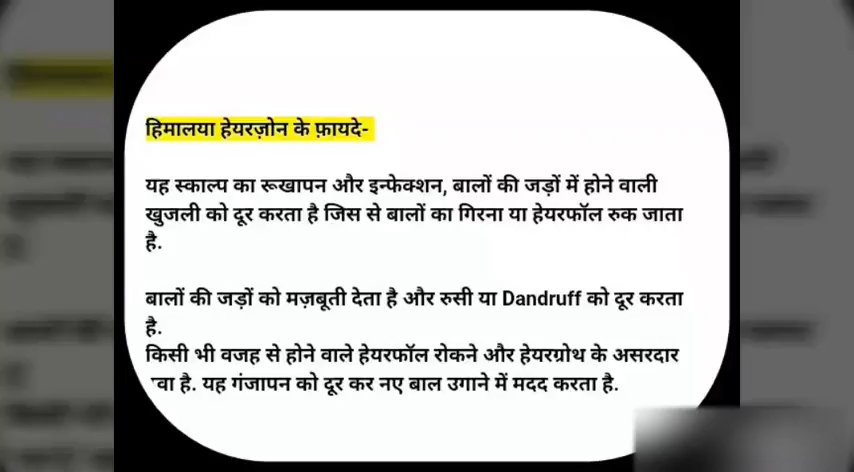 हिमालया हेयरज़ोन के फ़ायदे-
यह स्काल्प का रूखापन और इन्फेक्शन, बालों की जड़ों में होने वाली
खुजली को दूर करता है जिस से बालों का गिरना या हेयरफॉल रुक जाता
है.
बालों की जड़ों को मज़बूती देता है और रुसी या Dandruff को दूर करता
है.
किसी भी वजह से होने वाले हेयरफॉल रोकने और हेयरग्रोथ के असरदार
है. यह गंजापन को दूर कर नए बाल उगाने में मदद करता है.